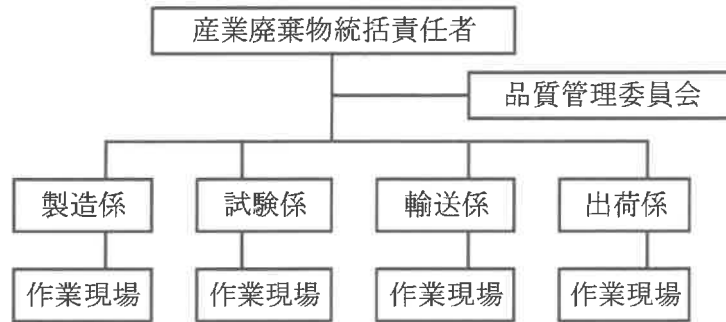 産業廃棄物統括責任者
品質管理委員会
製造係
試験係
輸送係
出荷係
作業現場
作業現場
作業現場
作業現場